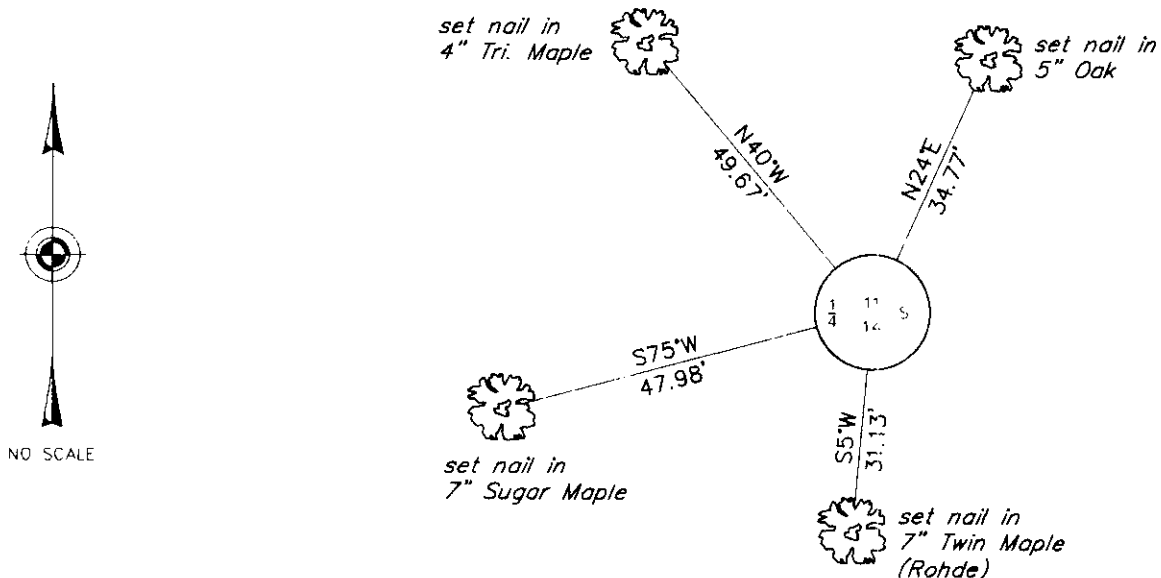 set nail in
4" Tri. Maple
set nail in
5" Oak
N40°W
49.67'
N24°E
34.77'
1/4 11 S
14
S75°W
47.98'
S5°W
31.13'
NO SCALE
set nail in
7" Sugar Maple
set nail in
7" Twin Maple
(Rohde)